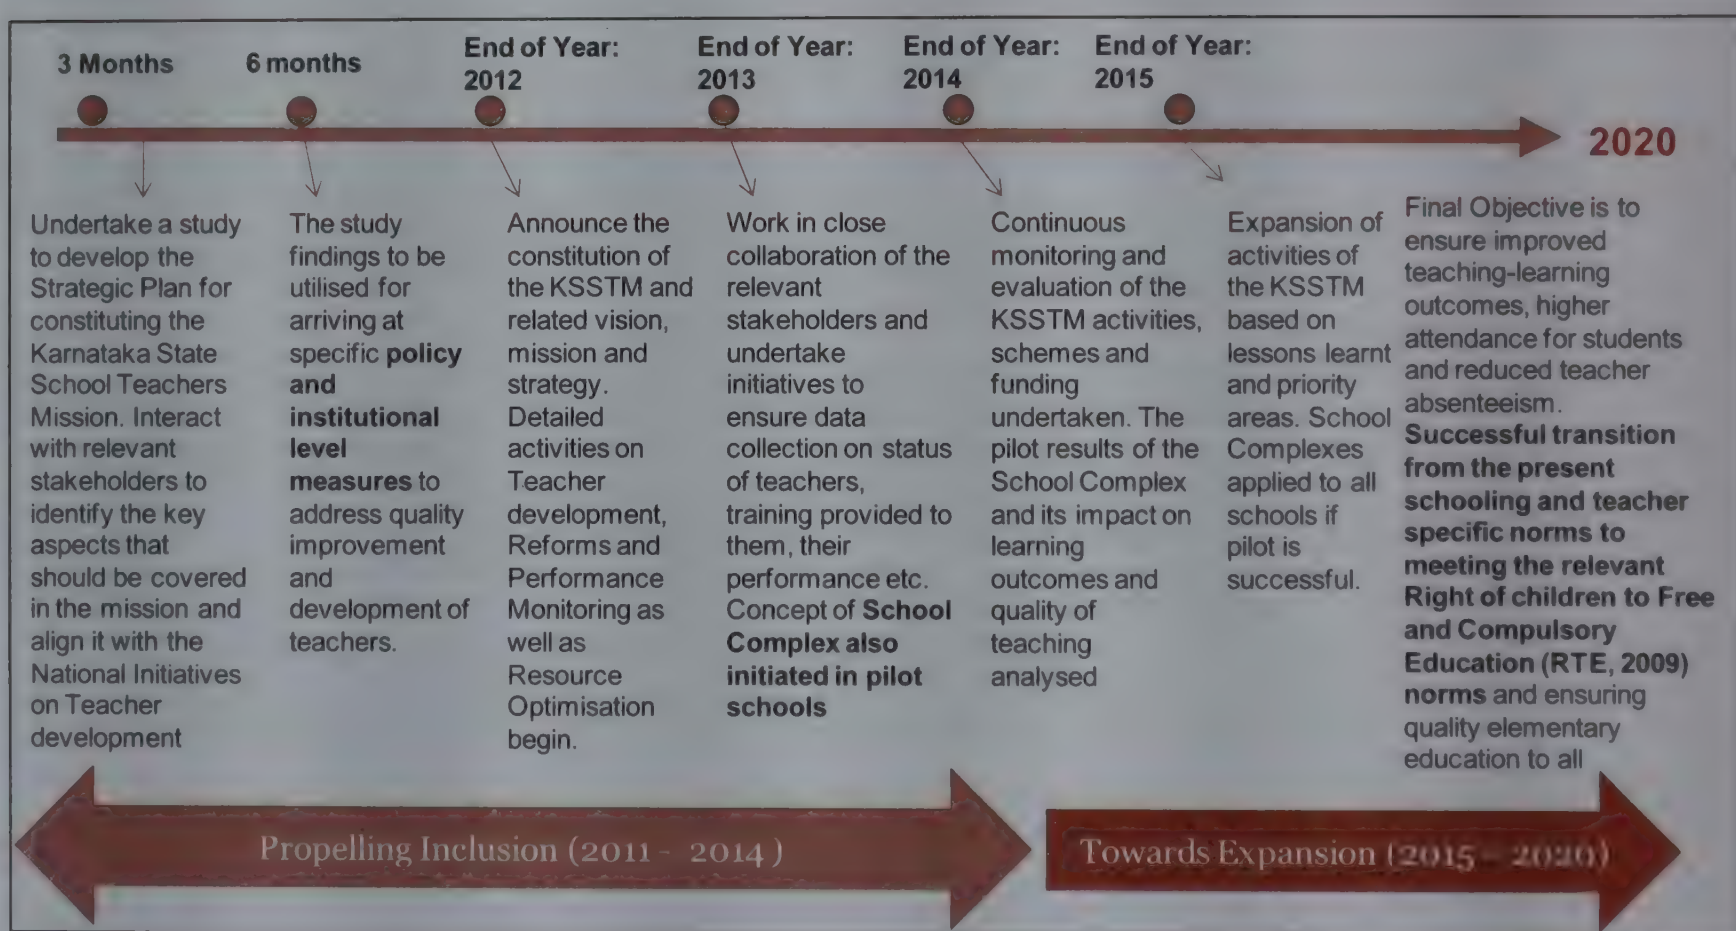 3 Months
6 months
End of Year:
2012
End of Year:
2013
End of Year:
2014
End of Year:
2015
2020
Undertake a study
to develop the
Strategic Plan for
constituting the
Karnataka State
School Teachers
Mission. Interact
with relevant
stakeholders to
identify the key
aspects that
should be covered
in the mission and
align it with the
National Initiatives
on Teacher
development
The study
findings to be
utilised for
arriving at
specific policy
and
institutional
level
measures to
address quality
improvement
and
development of
teachers.
Announce the
constitution of
the KSSTM and
related vision,
mission and
strategy.
Detailed
activities on
Teacher
development,
Reforms and
Performance
Monitoring as
well as
Resource
Optimisation
begin.
Work in close
collaboration of the
relevant
stakeholders and
undertake
initiatives to
ensure data
collection on status
of teachers,
training provided to
them, their
performance etc.
Concept of School
Complex also
initiated in pilot
schools
Continuous
monitoring and
evaluation of the
KSSTM activities,
schemes and
funding
undertaken. The
pilot results of the
School Complex
and its impact on
learning
outcomes and
quality of
teaching
analysed
Expansion of
activities of
the KSSTM
based on
lessons learnt
and priority
areas. School
Complexes
applied to all
schools if
pilot is
successful.
Final Objective is to
ensure improved
teaching-learning
outcomes, higher
attendance for students
and reduced teacher
absenteeism.
Successful transition
from the present
schooling and teacher
specific norms to
meeting the relevant
Right of children to Free
and Compulsory
Education (RTE, 2009)
norms and ensuring
quality elementary
education to all
Propelling Inclusion (2011 - 2014 )
Towards Expansion (2015 - 2020)